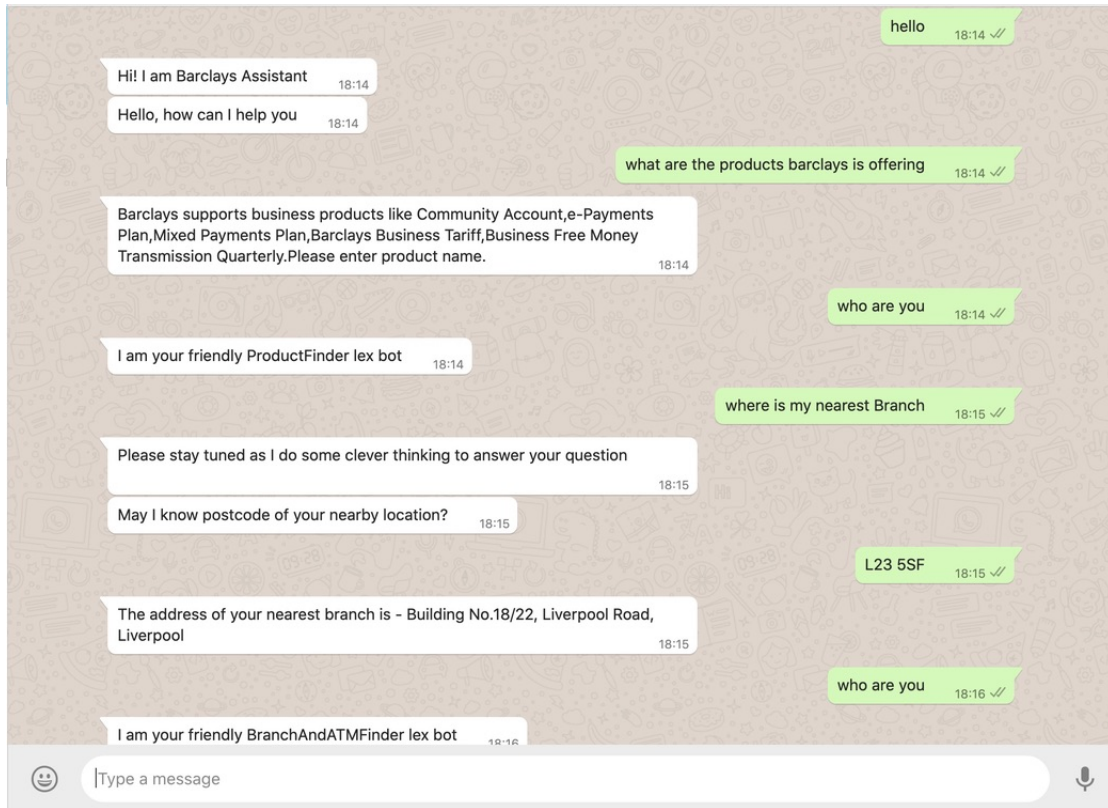 hello
18:14
Hi! I am Barclays Assistant
18:14
Hello, how can I help you
18:14
what are the products barclays is offering
18:14
Barclays supports business products like Community Account,e-Payments
Plan,Mixed Payments Plan,Barclays Business Tariff,Business Free Money
Transmission Quarterly.Please enter product name.
18:14
who are you
18:14
I am your friendly ProductFinder lex bot
18:14
where is my nearest Branch
18:15
Please stay tuned as I do some clever thinking to answer your question
18:15
May I know postcode of your nearby location?
18:15
L23 5SF
18:15
The address of your nearest branch is - Building No.18/22, Liverpool Road,
Liverpool
18:15
who are you
18:16
I am your friendly BranchAndATMFinder lex bot
18:16
Type a message